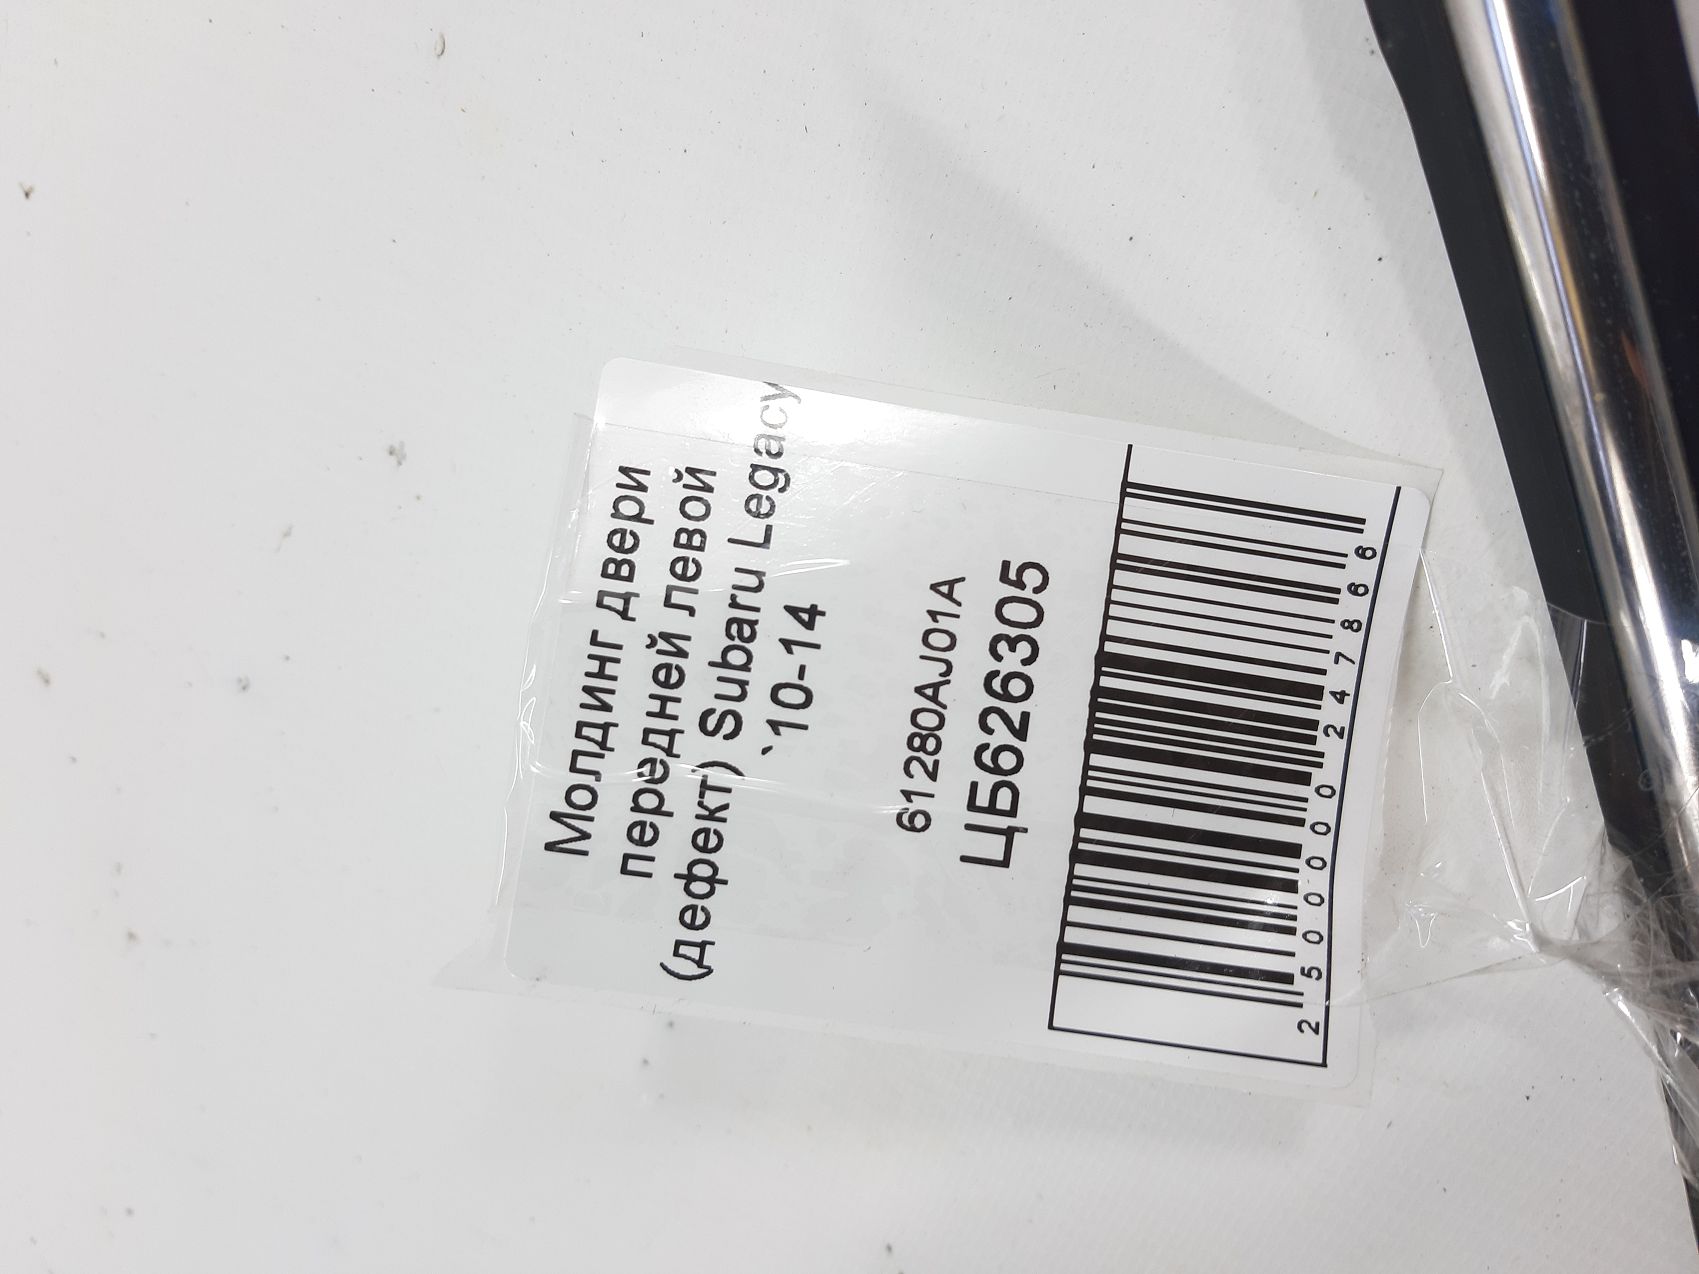 Молдинг двери
передней левой
(дефект) Subaru Legacy
`10-14
61280AJ01A
ЦБ626305
2500000247866